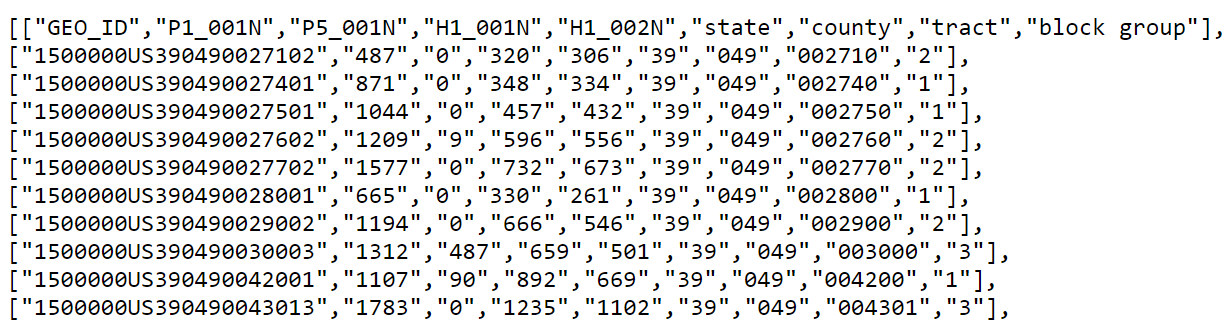 [["GEO_ID","P1_001N","P5_001N","H1_001N","H1_002N","state","county","tract","block group"],
["1500000US390490027102","487","0","320","306","39","049","002710","2"],
["1500000US390490027401","871","0","348","334","39","049","002740","1"],
["1500000US390490027501","1044","0","457","432","39","049","002750","1"],
["1500000US390490027602","1209","9","596","556","39","049","002760","2"],
["1500000US390490027702","1577","0","732","673","39","049","002770","2"],
["1500000US390490028001","665","0","330","261","39","049","002800","1"],
["1500000US390490029002","1194","0","666","546","39","049","002900","2"],
["1500000US390490030003","1312","487","659","501","39","049","003000","3"],
["1500000US390490042001","1107","90","892","669","39","049","004200","1"],
["1500000US390490043013","1783","0","1235","1102","39","049","004301","3"],